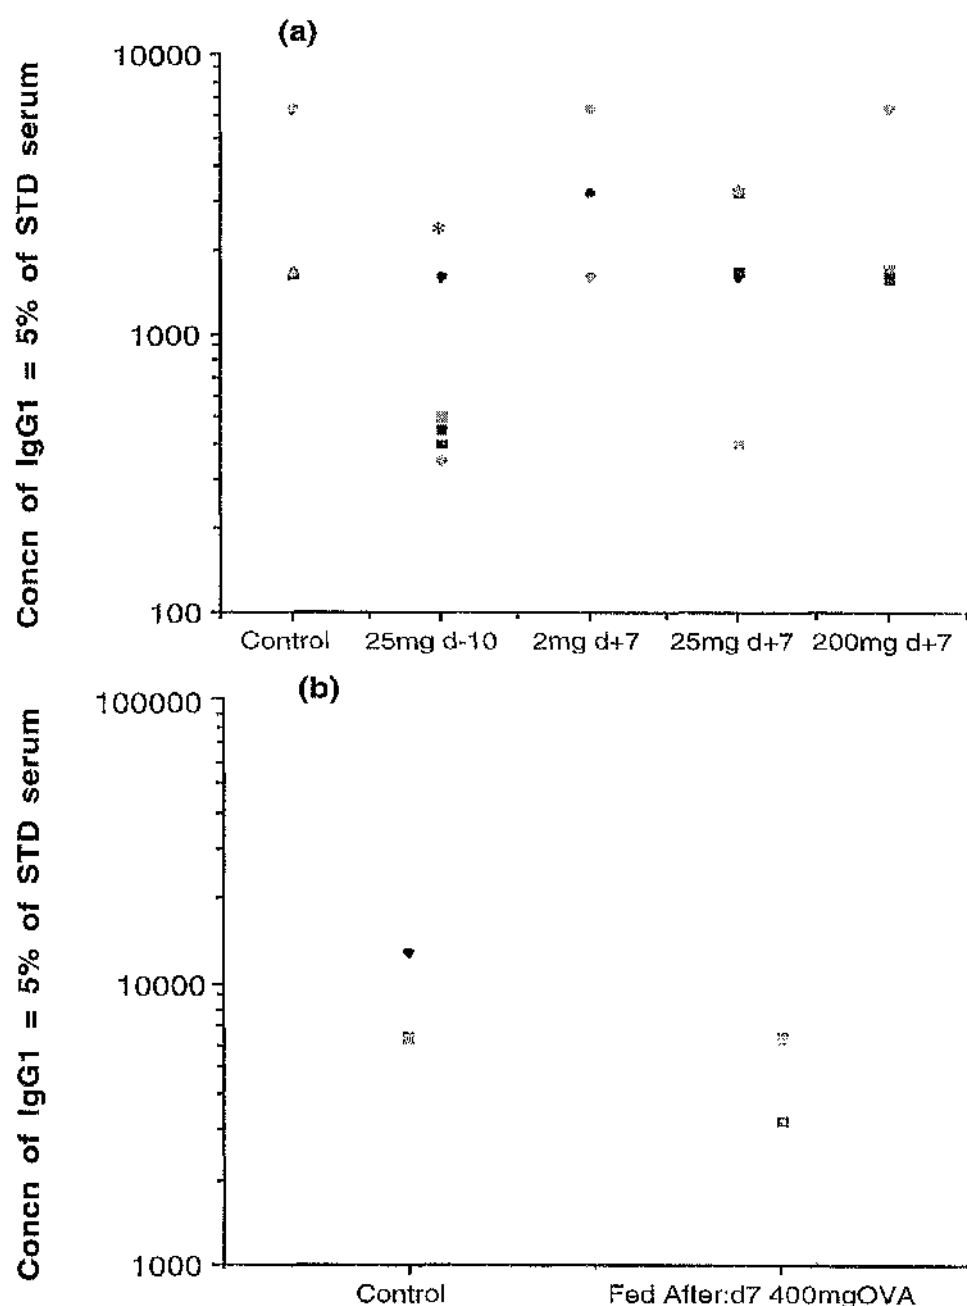 (a)
Concn of IgG1 = 5% of STD serum
10000
1000
100
*
Control 25mg d-10 2mg d+7 25mg d+7 200mg d+7
(b)
Concn of IgG1 = 5% of STD serum
100000
10000
1000
Control Fed After:d7 400mgOVA